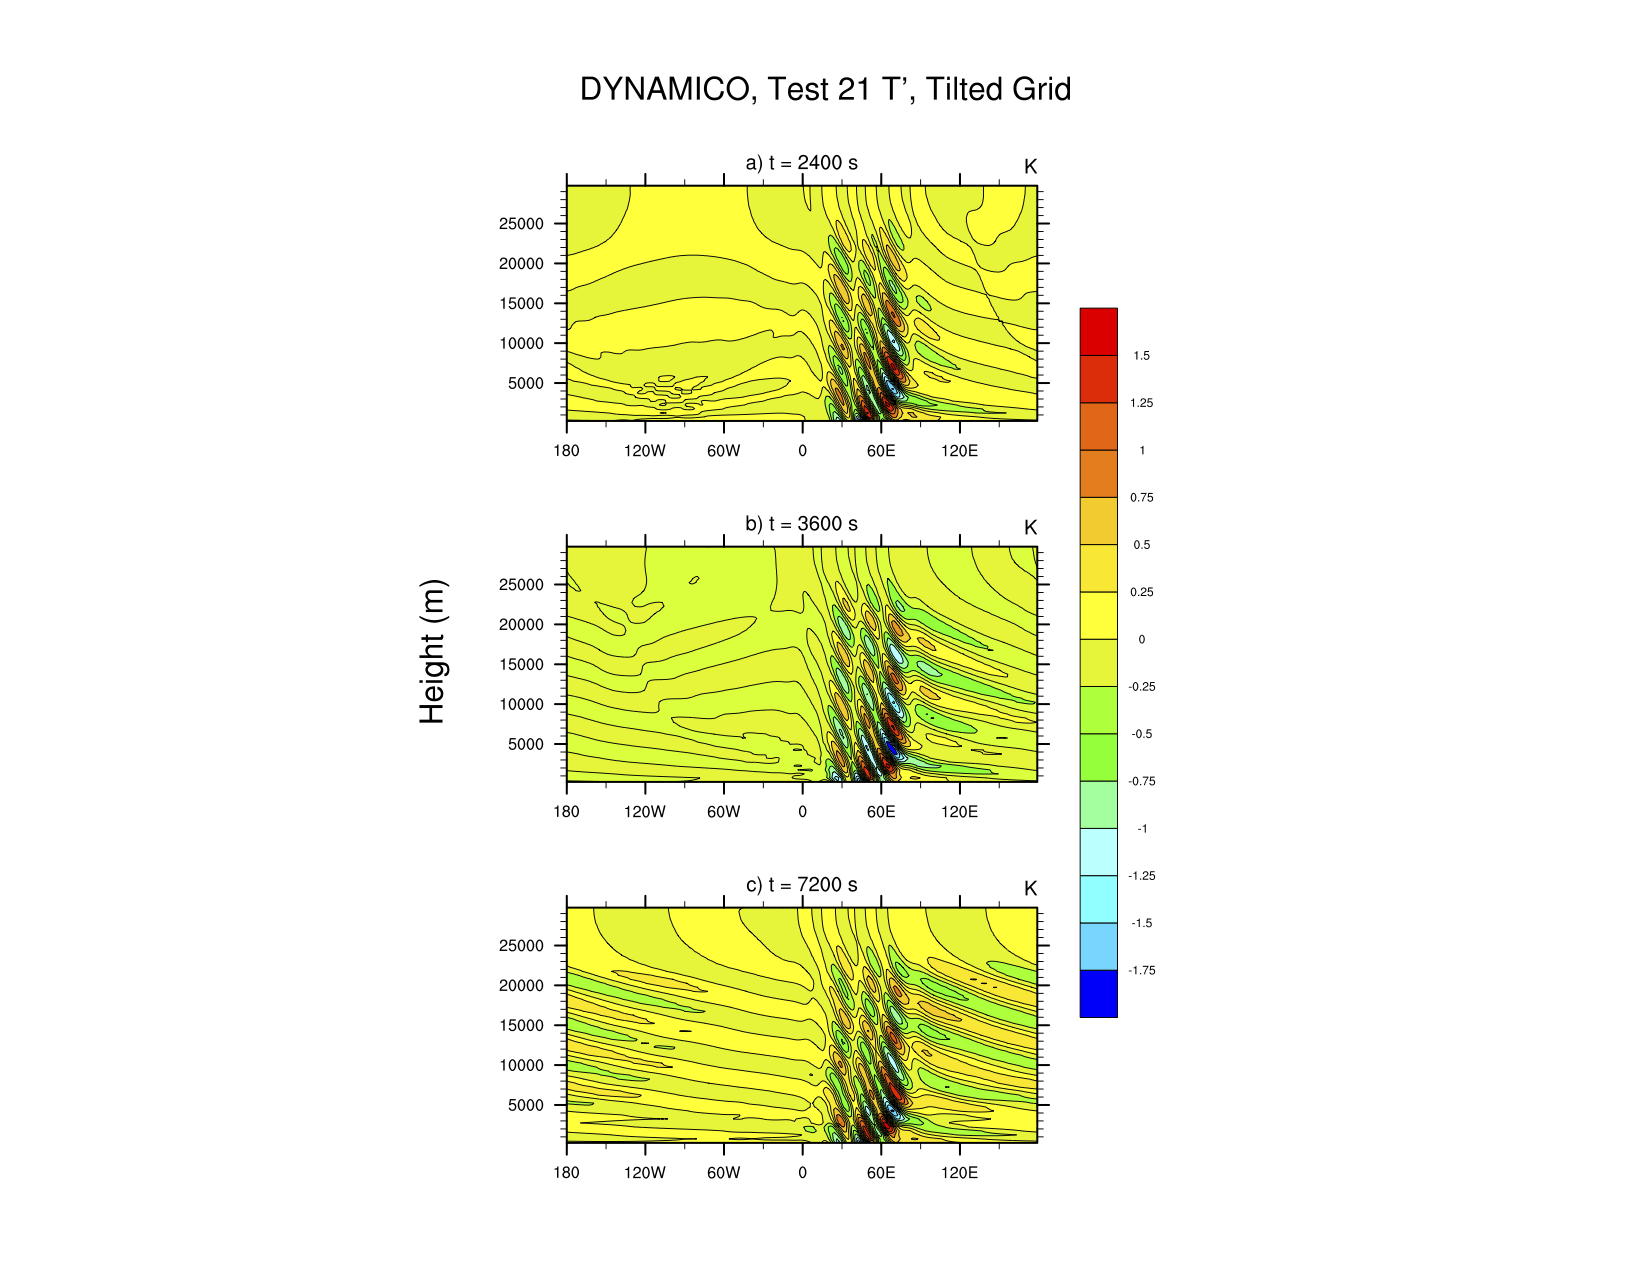 DYNAMICO, Test 21 T’, Tilted Grid
a) t = 2400 s
K
25000
20000
15000
10000
5000
180 120W 60W 0 60E 120E
b) t = 3600 s
K
25000
20000
15000
10000
5000
180 120W 60W 0 60E 120E
c) t = 7200 s
K
25000
20000
15000
10000
5000
180 120W 60W 0 60E 120E
Height (m)
1.5
1.25
1
0.75
0.5
0.25
0
-0.25
-0.5
-0.75
-1
-1.25
-1.5
-1.75